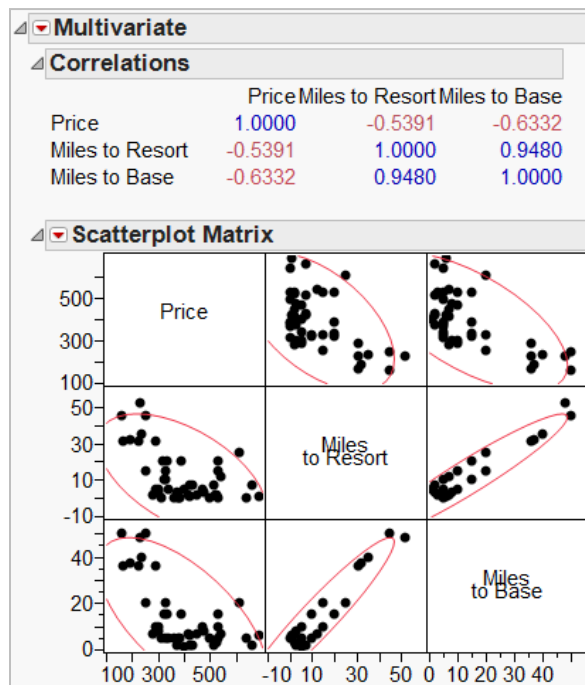 Multivariate
Correlations
Price Miles to Resort Miles to Base
Price 1.0000 -0.5391 -0.6332
Miles to Resort -0.5391 1.0000 0.9480
Miles to Base -0.6332 0.9480 1.0000
Scatterplot Matrix
500
300
100
Price
50
30
10
-10
Miles
to Resort
40
20
0
Miles
to Base
100 300 500 -10 10 30 50 0 10 20 30 40